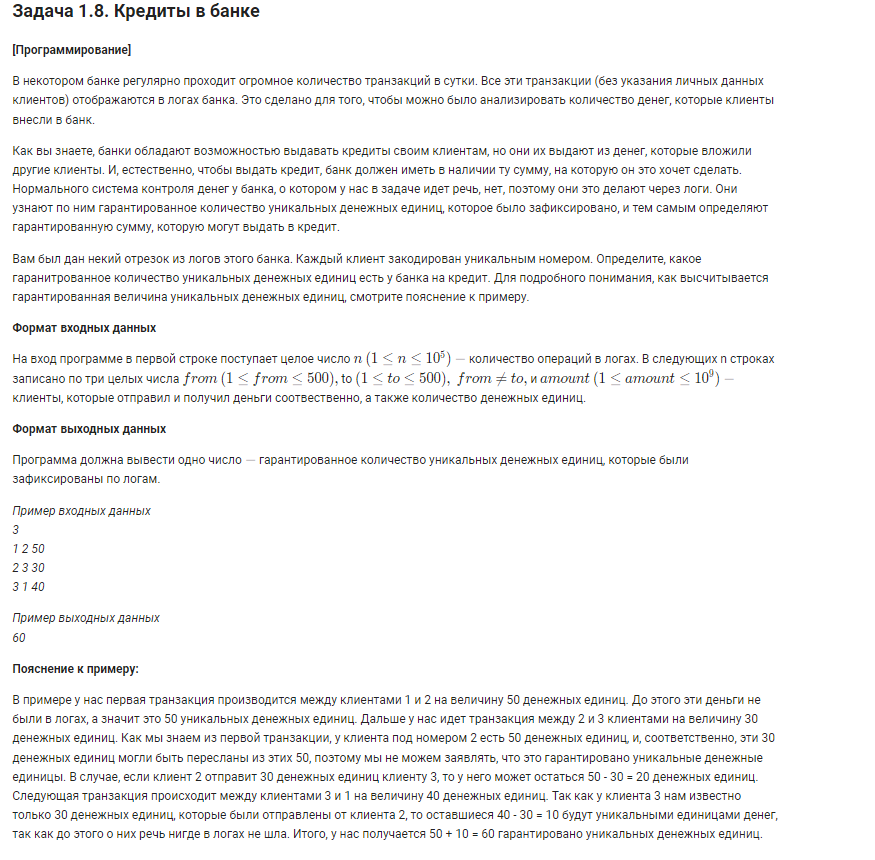 Задача 1.8. Кредиты в банке
[Программирование]
В некотором банке регулярно проходит огромное количество транзакций в сутки. Все эти транзакции (без указания личных данных
клиентов) отображаются в логах банка. Это сделано для того, чтобы можно было анализировать количество денег, которые клиенты
внесли в банк.
Как вы знаете, банки обладают возможностью выдавать кредиты своим клиентам, но они их выдают из денег, которые вложили
другие клиенты. И, естественно, чтобы выдать кредит, банк должен иметь в наличии ту сумму, на которую он это хочет сделать.
Нормального система контроля денег у банка, о котором у нас в задаче идет речь, нет, поэтому они это делают через логи. Они
узнают по ним гарантированное количество уникальных денежных единиц, которое было зафиксировано, и тем самым определяют
гарантированную сумму, которую могут выдать в кредит.
Вам был дан некий отрезок из логов этого банка. Каждый клиент закодирован уникальным номером. Определите, какое
гаранитрованное количество уникальных денежных единиц есть у банка на кредит. Для подробного понимания, как высчитывается
гарантированная величина уникальных денежных единиц, смотрите пояснение к примеру.
Формат входных данных
На вход программе в первой строке поступает целое число n (1 ≤ n ≤ 10⁵) — количество операций в логах. В следующих n строках
записано по три целых числа from (1 ≤ from ≤ 500), to (1 ≤ to ≤ 500), from ≠ to, и amount (1 ≤ amount ≤ 10⁹) —
клиенты, которые отправил и получил деньги соотвественно, а также количество денежных единиц.
Формат выходных данных
Программа должна вывести одно число — гарантированное количество уникальных денежных единиц, которые были
зафиксированы по логам.
Пример входных данных
3
1 2 50
2 3 30
3 1 40
Пример выходных данных
60
Пояснение к примеру:
В примере у нас первая транзакция производится между клиентами 1 и 2 на величину 50 денежных единиц. До этого эти деньги не
были в логах, а значит это 50 уникальных денежных единиц. Дальше у нас идет транзакция между 2 и 3 клиентами на величину 30
денежных единиц. Как мы знаем из первой транзакции, у клиента под номером 2 есть 50 денежных единиц, и, соответственно, эти 30
денежных единиц могли быть пересланы из этих 50, поэтому мы не можем заявлять, что это гарантировано уникальные денежные
единицы. В случае, если клиент 2 отправит 30 денежных единиц клиенту 3, то у него может остаться 50 - 30 = 20 денежных единиц.
Следующая транзакция происходит между клиентами 3 и 1 на величину 40 денежных единиц. Так как у клиента 3 нам известно
только 30 денежных единиц, которые были отправлены от клиента 2, то оставшиеся 40 - 30 = 10 будут уникальными единицами денег,
так как до этого о них речь нигде в логах не шла. Итого, у нас получается 50 + 10 = 60 гарантировано уникальных денежных единиц.